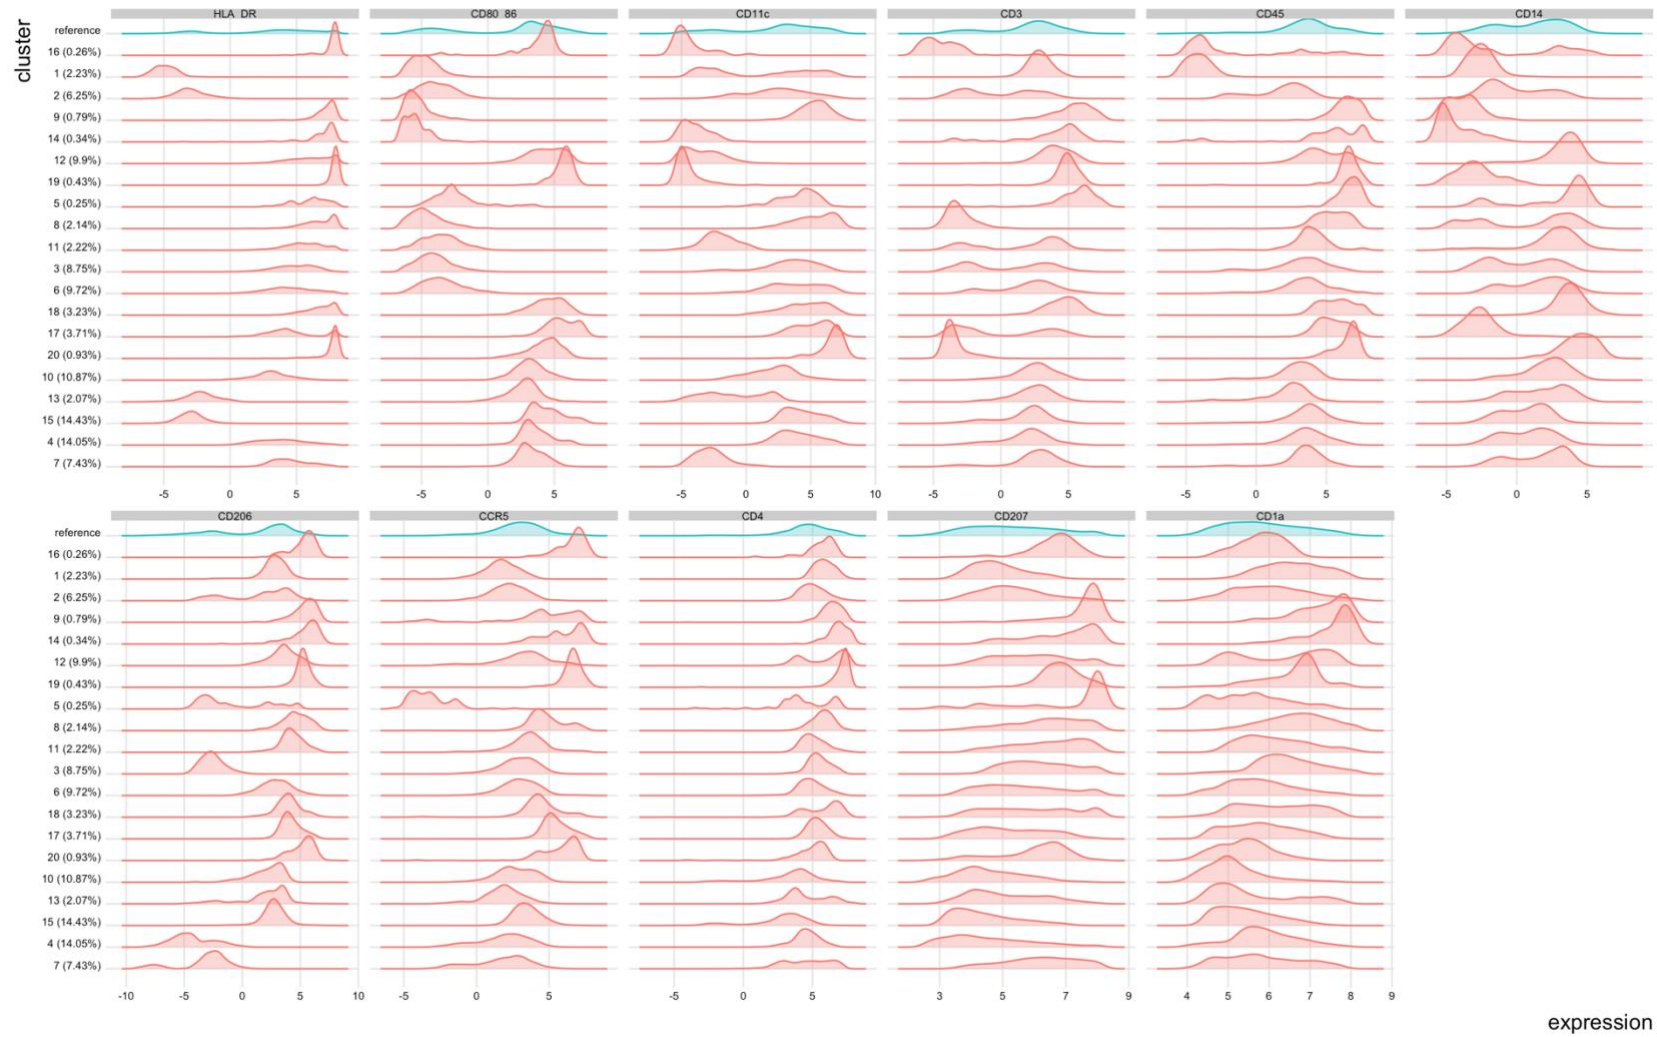 cluster
HLA_DR
CD80_86
CD11c
CD3
CD45
CD14
reference
16 (0.26%)
1 (2.23%)
2 (6.25%)
9 (0.79%)
14 (0.34%)
12 (9.9%)
19 (0.43%)
5 (0.25%)
8 (2.14%)
11 (2.22%)
3 (8.75%)
6 (9.72%)
18 (3.23%)
17 (3.71%)
20 (0.93%)
10 (10.87%)
13 (2.07%)
15 (14.43%)
4 (14.05%)
7 (7.43%)
-5 0 5
-5 0 5
-5 0 5 10
-5 0 5
-5 0 5
-5 0 5
CD206
CCR5
CD4
CD207
CD1a
reference
16 (0.26%)
1 (2.23%)
2 (6.25%)
9 (0.79%)
14 (0.34%)
12 (9.9%)
19 (0.43%)
5 (0.25%)
8 (2.14%)
11 (2.22%)
3 (8.75%)
6 (9.72%)
18 (3.23%)
17 (3.71%)
20 (0.93%)
10 (10.87%)
13 (2.07%)
15 (14.43%)
4 (14.05%)
7 (7.43%)
-10 -5 0 5 10
-5 0 5
-5 0 5
3 5 7 9
4 5 6 7 8 9
expression